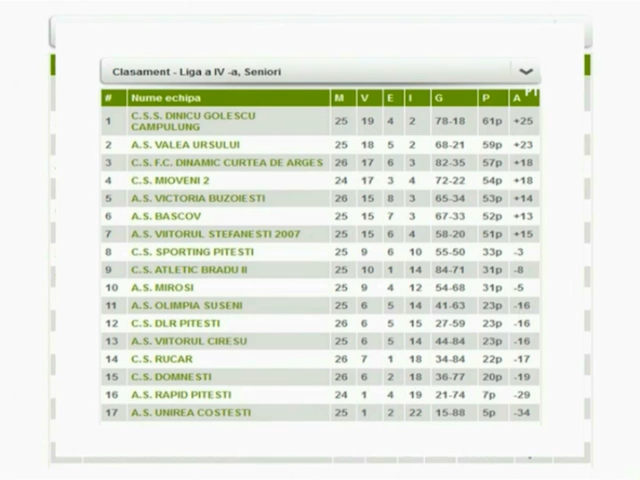 Clasament - Liga a IV -a, Seniori
# Nume echipa M V E I G P A PT
1 C.S.S. DINICU GOLESCU CAMPULUNG 25 19 4 2 78-18 61p +25
2 A.S. VALEA URSULUI 25 18 5 2 68-21 59p +23
3 C.S. F.C. DINAMIC CURTEA DE ARGES 26 17 6 3 82-35 57p +18
4 C.S. MIOVENI 2 24 17 3 4 72-22 54p +18
5 A.S. VICTORIA BUZOIESTI 26 15 8 3 65-34 53p +14
6 A.S. BASCOV 25 15 7 3 67-33 52p +13
7 A.S. VIITORUL STEFANESTI 2007 25 15 6 4 58-20 51p +15
8 C.S. SPORTING PITESTI 25 9 6 10 55-50 33p -3
9 C.S. ATLETIC BRADU II 25 10 1 14 84-71 31p -8
10 A.S. MIROSI 25 9 4 12 54-68 31p -5
11 A.S. OLIMPIA SUSENI 25 6 5 14 41-63 23p -16
12 C.S. DLR PITESTI 26 6 5 15 27-59 23p -16
13 A.S. VIITORUL CIRESU 25 6 5 14 44-84 23p -16
14 C.S. RUCAR 26 7 1 18 34-84 22p -17
15 C.S. DOMNESTI 26 6 2 18 36-77 20p -19
16 A.S. RAPID PITESTI 24 1 4 19 21-74 7p -29
17 A.S. UNIREA COSTESTI 25 1 2 22 15-88 5p -34